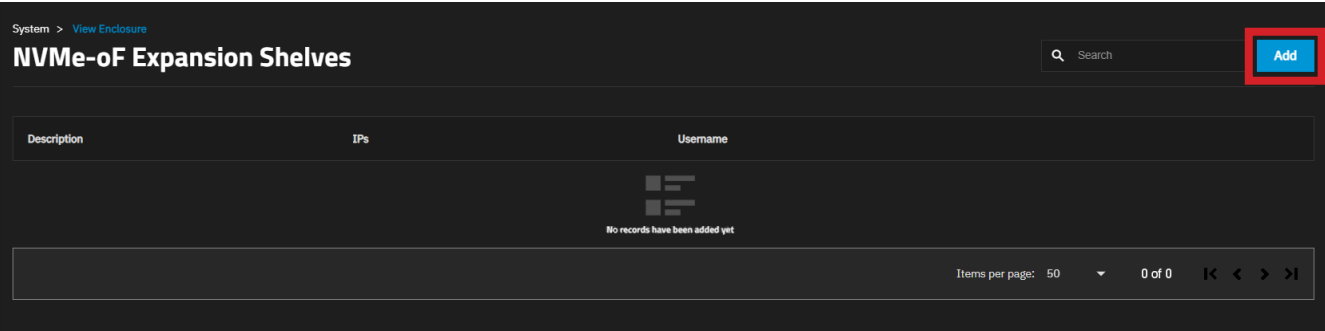 System > View Enclosure
NVMe-oF Expansion Shelves
Search
Add
Description IPs Username
No records have been added yet
Items per page: 50 0 of 0